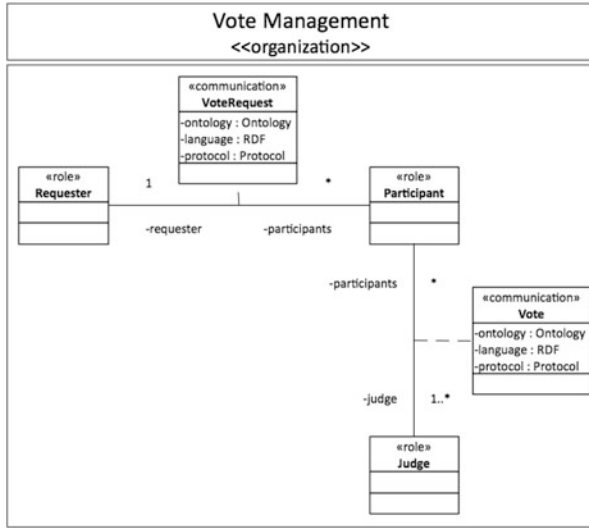 Vote Management
<<organization>>
«communication»
VoteRequest
-ontology : Ontology
-language : RDF
-protocol : Protocol
«role»
Requester
1
*
«role»
Participant
-requester
-participants
-participants
*
«communication»
Vote
-ontology : Ontology
-language : RDF
-protocol : Protocol
-judge
1..*
«role»
Judge